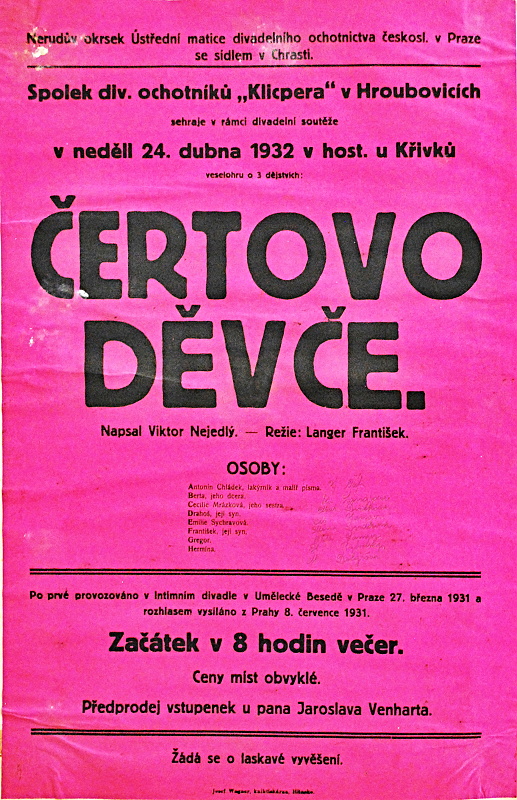 Nerudův okrsek Ústřední matice divadelního ochotnictva českosl. v Praze
se sídlem v Chrasti.
Spolek div. ochotníků „Klicpera“ v Hroubovicích
sehraje v rámci divadelní soutěže
v neděli 24. dubna 1932 v host. u Křivků
veselohru o 3 dějstvích:
ČERTOVO
DĚVČE.
Napsal Viktor Nejedlý. — Režie: Langer František.
OSOBY:
Antonín Chládek, lakýrník a malíř písma.
Berta, jeho dcera.
Cecilie Mrázková, jeho sestra.
Drahoš, její syn.
Emilie Sychravová.
František, její syn.
Gregor.
Hermína.
Po prvé provozováno v Intimním divadle v Umělecké Besedě v Praze 27. března 1931 a
rozhlasem vysíláno z Prahy 8. července 1931.
Začátek v 8 hodin večer.
Ceny míst obvyklé.
Předprodej vstupenek u pana Jaroslava Venharta.
Žádá se o laskavé vyvěšení.
Josef Wagner, knihtiskárna,